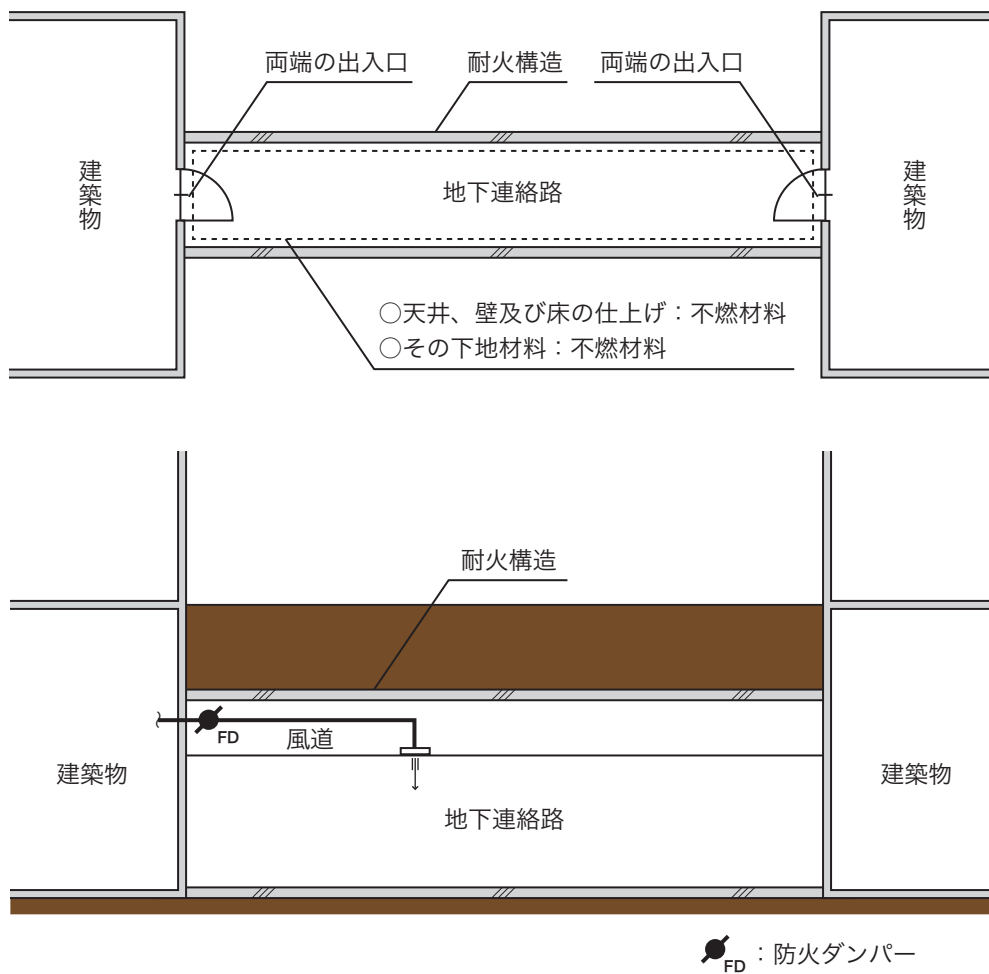 両端の出入口
耐火構造
両端の出入口
建築物
地下連絡路
建築物
○天井、壁及び床の仕上げ：不燃材料
○その下地材料：不燃材料
耐火構造
FD
風道
建築物
地下連絡路
建築物
FD：防火ダンパー